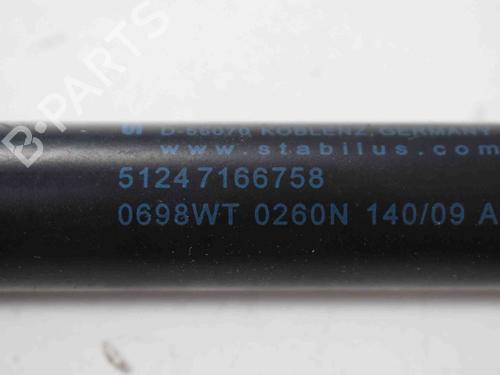 B-PARTS
D-56070 KOBLENZ, GERMANY
www.stabilus.com
51247166758
0698WT 0260N 140/09 A